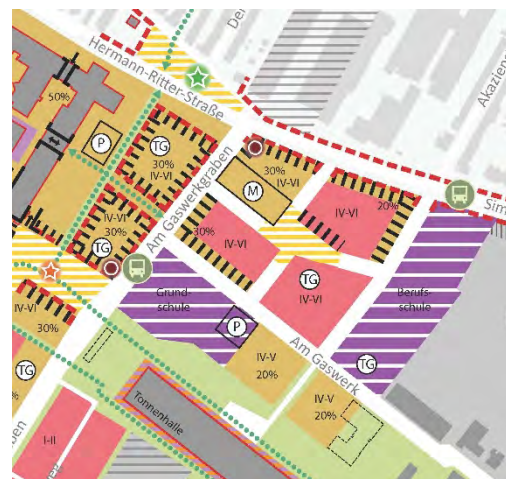 Hermann-Ritter-Straße
Akazien
50%
P
TG
30%
IV-VI
30%
IV-VI
M
20%
IV-VI
Sim
Am Gaswerkgraben
IV-VI
30%
TG
30%
IV-VI
TG
IV-VI
Grund-
schule
Berufs-
schule
P
TG
IV-VI
30%
TG
Am Gaswerk
IV-V
20%
IV-V
20%
Tonnenhalle
I-II